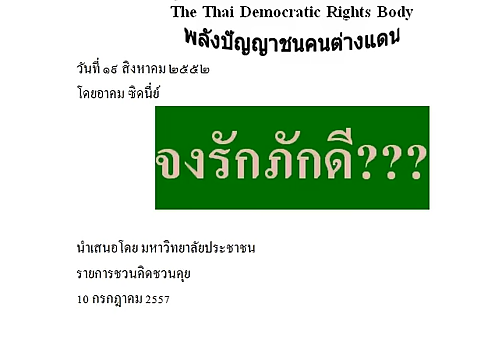 The Thai Democratic Rights Body
พลังปัญญาชนคนต่างแดน
วันที่ ๑๙ สิงหาคม ๒๕๕๒
โดยอาคม ซิดนี่ย์
จงรักภักดี???
นำเสนอโดย มหาวิทยาลัยประชาชน
รายการชวนคิดชวนคุย
10 กรกฎาคม 2557